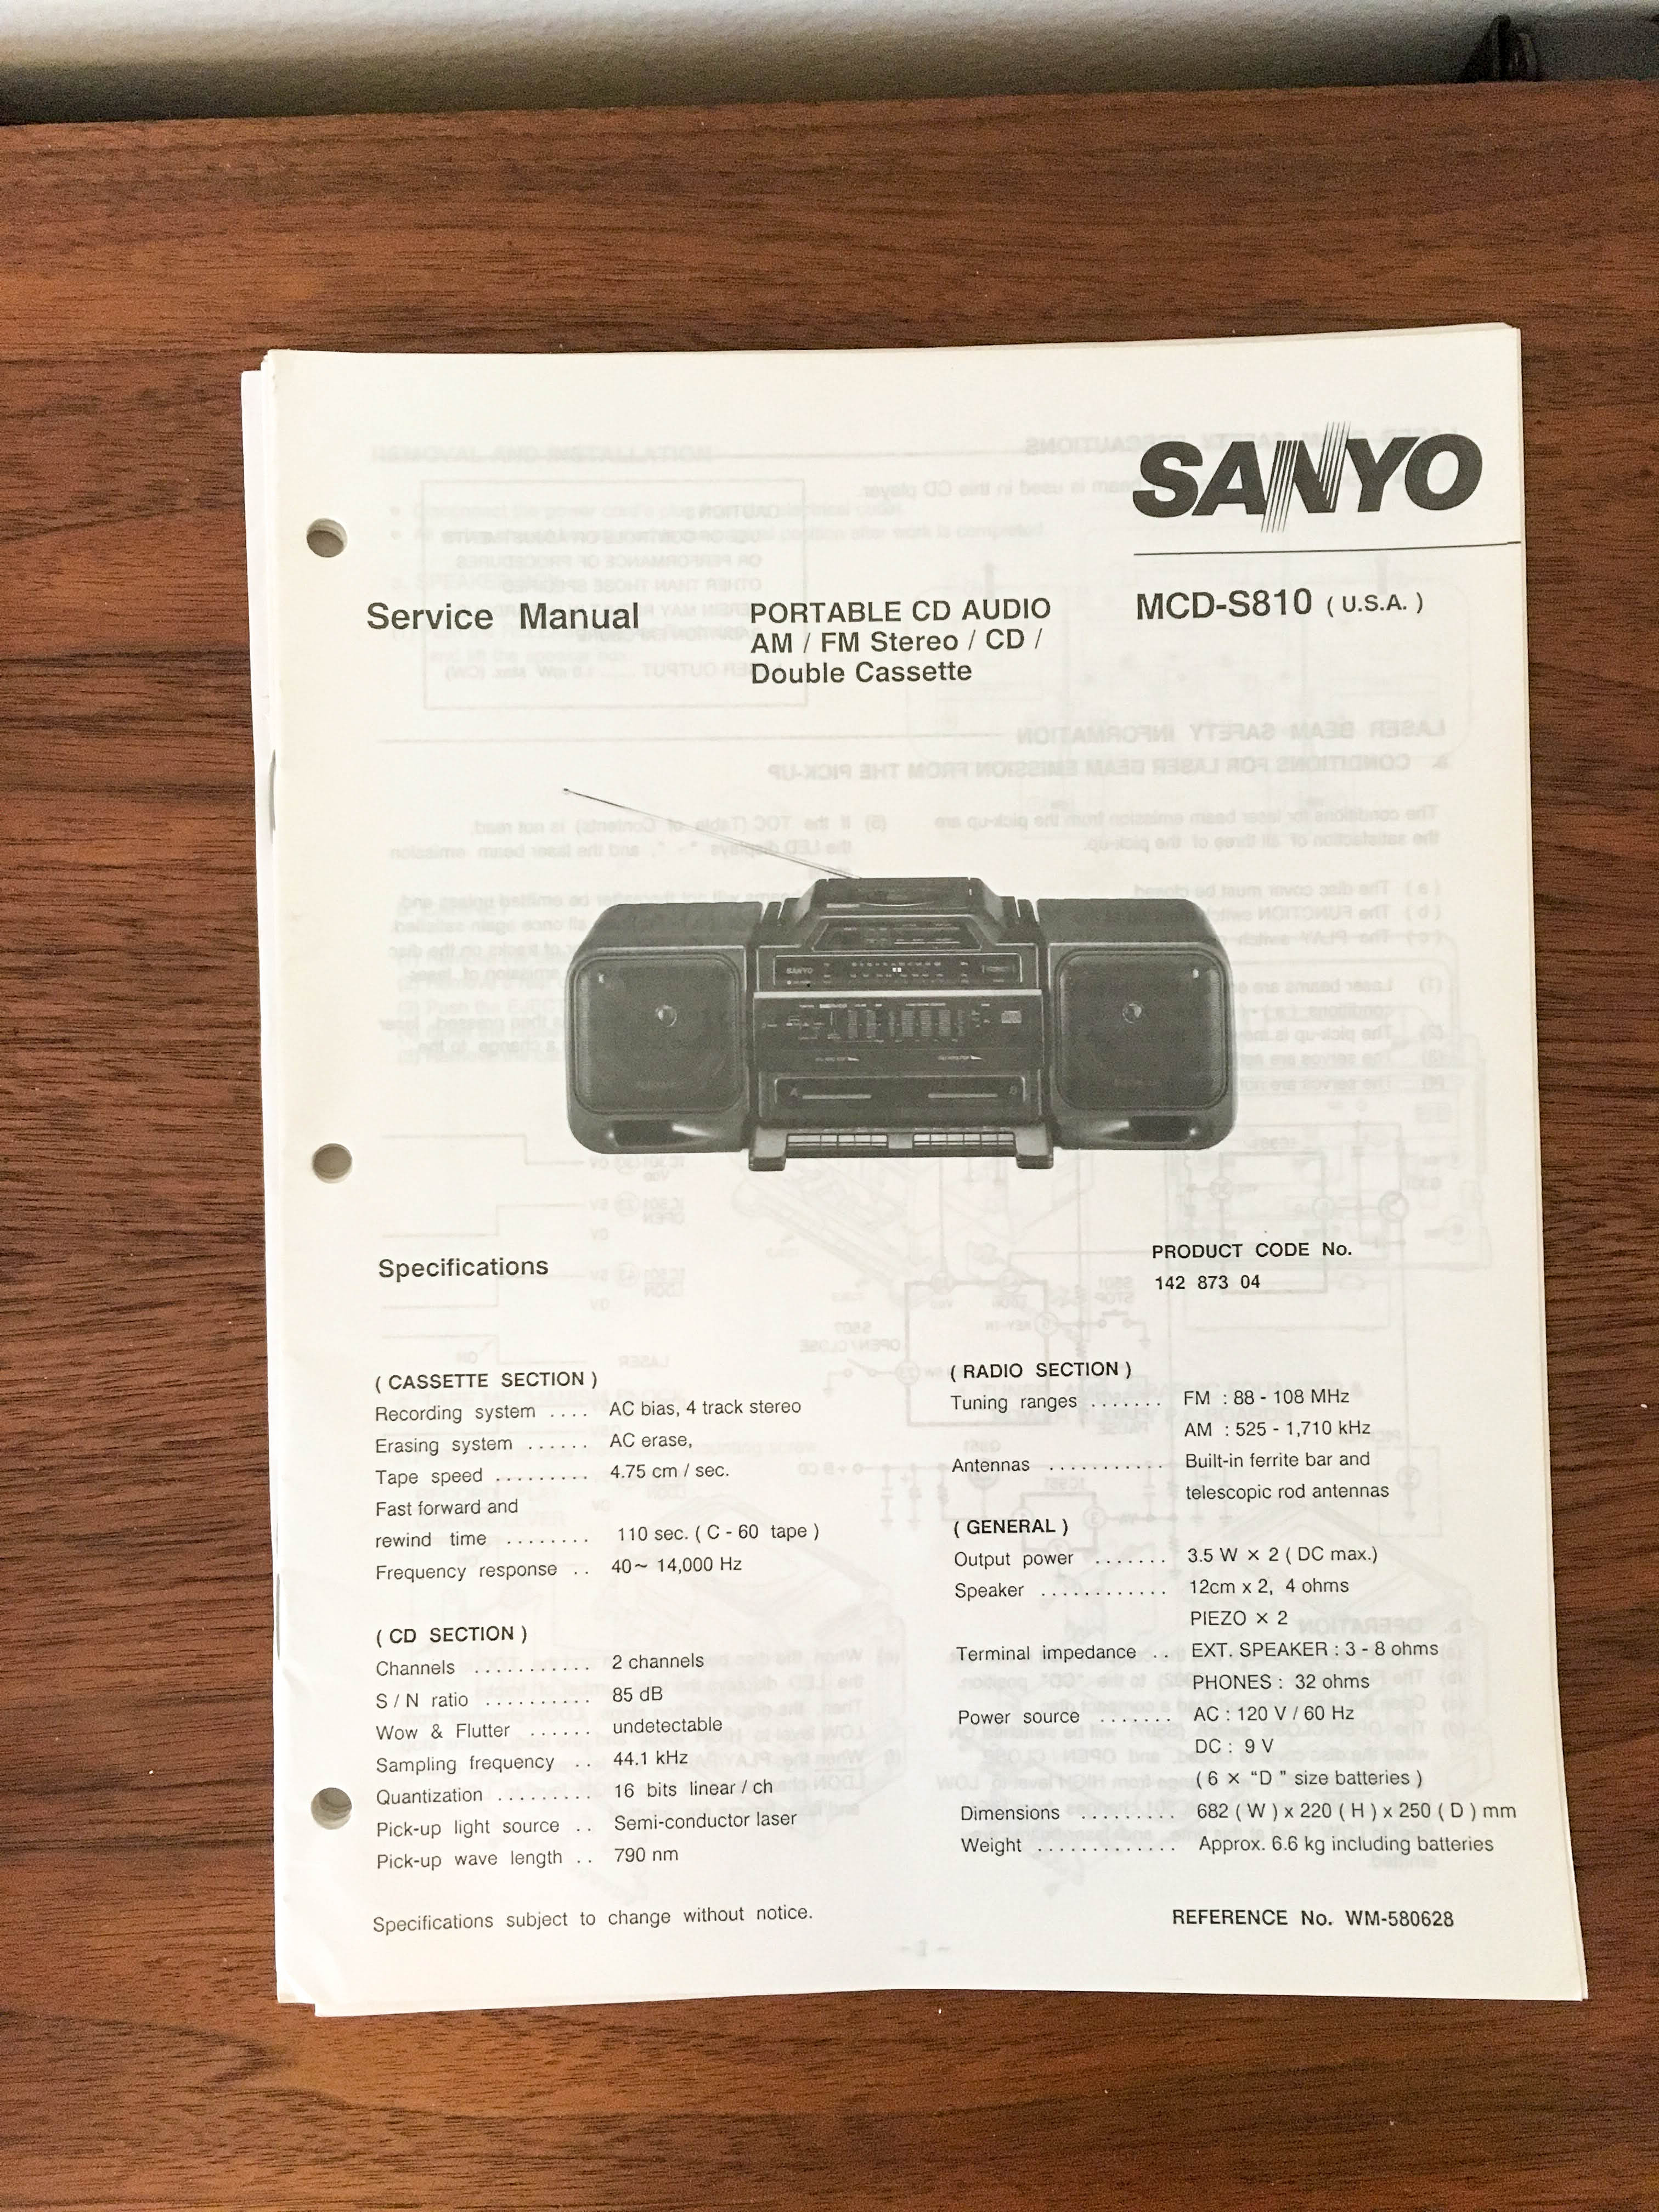 SANYO
Service Manual
PORTABLE CD AUDIO
AM / FM Stereo / CD /
Double Cassette
MCD-S810 ( U.S.A. )
SANYO
A
B
Specifications
PRODUCT CODE No.
142 873 04
( CASSETTE SECTION )
Recording system .... AC bias, 4 track stereo
Erasing system ...... AC erase,
Tape speed ......... 4.75 cm / sec.
Fast forward and
rewind time ........ 110 sec. ( C - 60 tape )
Frequency response .. 40~ 14,000 Hz
( CD SECTION )
Channels ........... 2 channels
S / N ratio .......... 85 dB
Wow & Flutter ...... undetectable
Sampling frequency .. 44.1 kHz
Quantization ......... 16 bits linear / ch
Pick-up light source .. Semi-conductor laser
Pick-up wave length .. 790 nm
( RADIO SECTION )
Tuning ranges ....... FM : 88 - 108 MHz
AM : 525 - 1,710 kHz
Antennas ........... Built-in ferrite bar and
telescopic rod antennas
( GENERAL )
Output power ....... 3.5 W × 2 ( DC max.)
Speaker ............ 12cm x 2, 4 ohms
PIEZO × 2
Terminal impedance .. EXT. SPEAKER : 3 - 8 ohms
PHONES : 32 ohms
Power source ....... AC : 120 V / 60 Hz
DC : 9 V
( 6 × "D " size batteries )
Dimensions ......... 682 ( W ) x 220 ( H ) x 250 ( D ) mm
Weight ............. Approx. 6.6 kg including batteries
Specifications subject to change without notice.
REFERENCE No. WM-580628